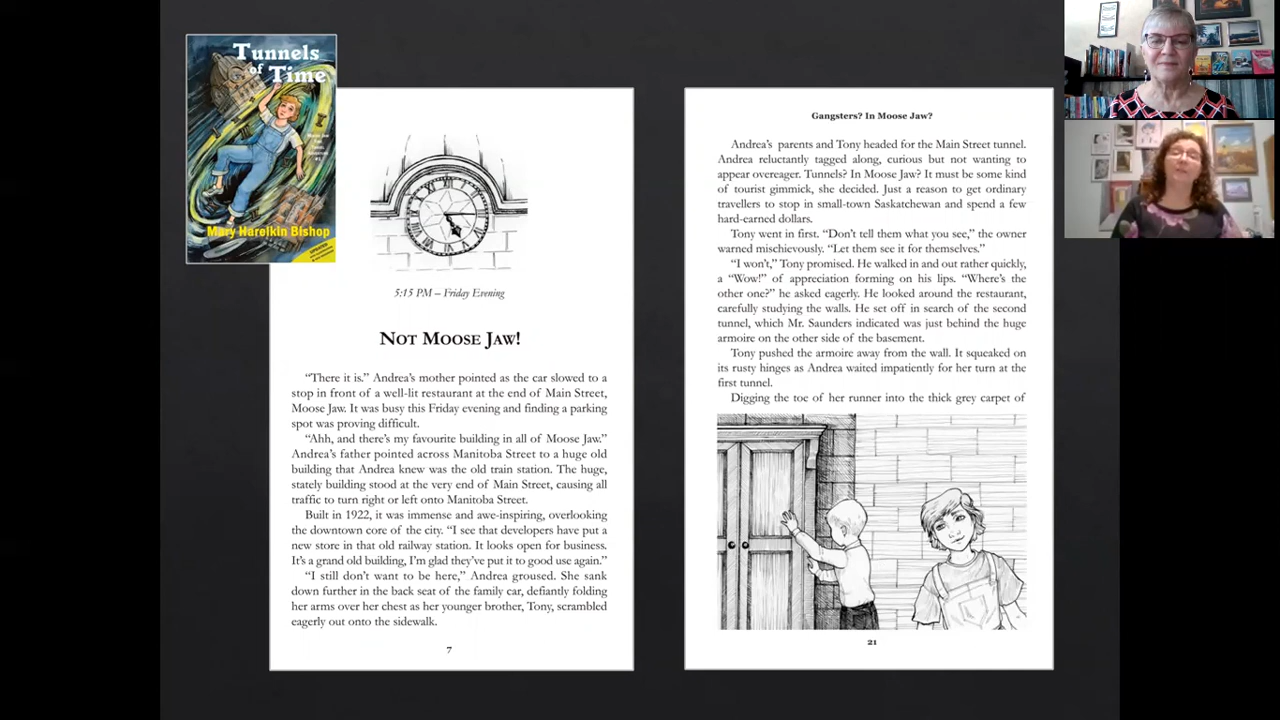 Tunnels
of Time
Mary Harelkin Bishop
5:15 PM – Friday Evening
NOT MOOSE JAW!
“There it is.” Andrea’s mother pointed as the car slowed to a
stop in front of a well-lit restaurant at the end of Main Street,
Moose Jaw. It was busy this Friday evening and finding a parking
spot was proving difficult.
“Ahh, and there’s my favourite building in all of Moose Jaw.”
Andrea’s father pointed across Manitoba Street to a huge old
building that Andrea knew was the old train station. The huge,
stately building stood at the very end of Main Street, causing all
traffic to turn right or left onto Manitoba Street.
Built in 1922, it was immense and awe-inspiring, overlooking
the downtown core of the city. “I see that developers have put a
new store in that old railway station. It looks open for business.
It’s a grand old building, I’m glad they’ve put it to good use again.”
“I still don’t want to be here,” Andrea groused. She sank
down further in the back seat of the family car, defiantly folding
her arms over her chest as her younger brother, Tony, scrambled
eagerly out onto the sidewalk.
7
Gangsters? In Moose Jaw?
Andrea’s parents and Tony headed for the Main Street tunnel.
Andrea reluctantly tagged along, curious but not wanting to
appear overeager. Tunnels? In Moose Jaw? It must be some kind
of tourist gimmick, she decided. Just a reason to get ordinary
travellers to stop in small-town Saskatchewan and spend a few
hard-earned dollars.
Tony went in first. “Don’t tell them what you see,” the owner
warned mischievously. “Let them see it for themselves.”
“I won’t,” Tony promised. He walked in and out rather quickly,
a “Wow!” of appreciation forming on his lips. “Where’s the
other one?” he asked eagerly. He looked around the restaurant,
carefully studying the walls. He set off in search of the second
tunnel, which Mr. Saunders indicated was just behind the huge
armoire on the other side of the basement.
Tony pushed the armoire away from the wall. It squeaked on
its rusty hinges as Andrea waited impatiently for her turn at the
first tunnel.
Digging the toe of her runner into the thick grey carpet of
21